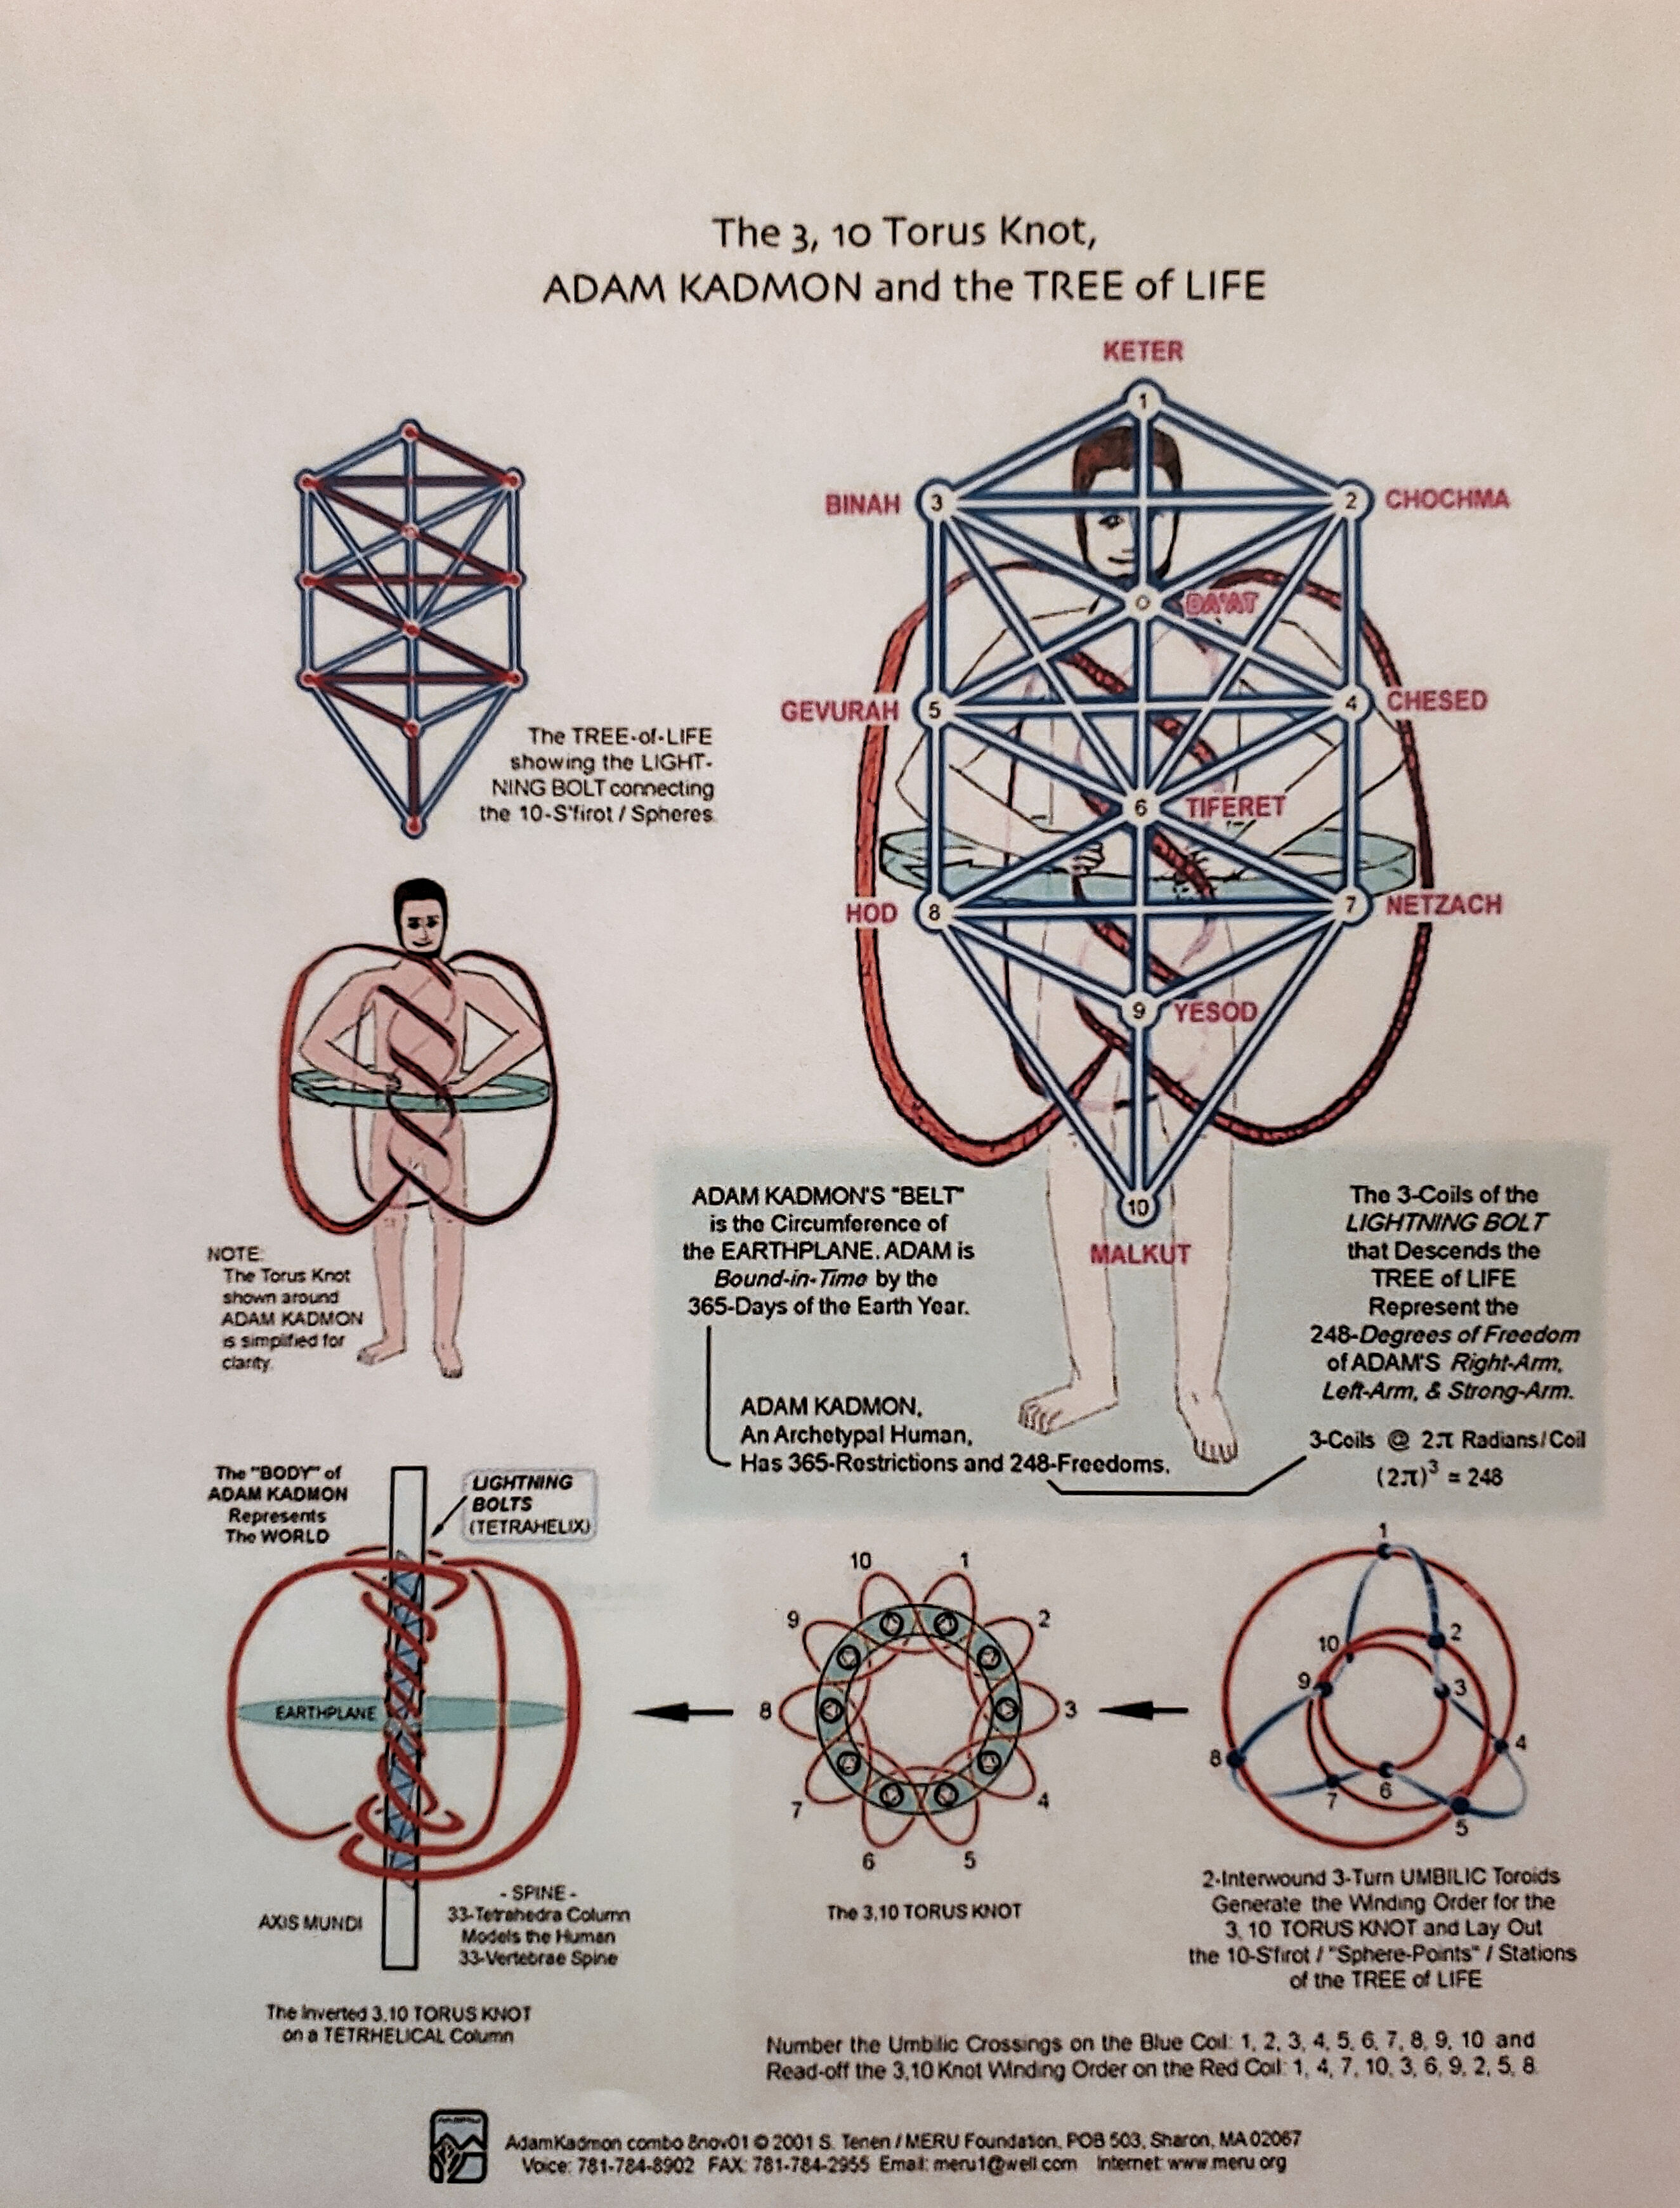 The 3, 10 Torus Knot,
ADAM KADMON and the TREE of LIFE
KETER
1
BINAH
3
2
CHOCHMA
0
DA'AT
GEVURAH
5
4
CHESED
6
TIFERET
HOD
8
7
NETZACH
9
YESOD
10
MALKUT
The TREE-of-LIFE
showing the LIGHT-
NING BOLT connecting
the 10-S'firot / Spheres.
NOTE:
The Torus Knot
shown around
ADAM KADMON
is simplified for
clarity.
ADAM KADMON'S "BELT"
is the Circumference of
the EARTHPLANE. ADAM is
Bound-in-Time by the
365-Days of the Earth Year.
ADAM KADMON,
An Archetypal Human,
Has 365-Restrictions and 248-Freedoms.
The 3-Coils of the
LIGHTNING BOLT
that Descends the
TREE of LIFE
Represent the
248-Degrees of Freedom
of ADAM'S Right-Arm,
Left-Arm, & Strong-Arm.
3-Coils @ 2π Radians/Coil
(2π)³ = 248
The "BODY" of
ADAM KADMON
Represents
The WORLD
LIGHTNING
BOLTS
(TETRAHELIX)
EARTHPLANE
AXIS MUNDI
- SPINE -
33-Tetrahedra Column
Models the Human
33-Vertebrae Spine
The Inverted 3,10 TORUS KNOT
on a TETRHELICAL Column
10
1
9
2
8
3
7
4
6
5
The 3,10 TORUS KNOT
1
10
2
9
3
8
4
7
6
5
2-Interwound 3-Turn UMBILIC Toroids
Generate the Winding Order for the
3, 10 TORUS KNOT and Lay Out
the 10-S'firot / "Sphere-Points" / Stations
of the TREE of LIFE
Number the Umbilic Crossings on the Blue Coil: 1, 2, 3, 4, 5, 6, 7, 8, 9, 10 and
Read-off the 3,10 Knot Winding Order on the Red Coil: 1, 4, 7, 10, 3, 6, 9, 2, 5, 8.
AdamKadmon combo 8nov01 © 2001 S. Tenen / MERU Foundation, POB 503, Sharon, MA 02067
Voice: 781-784-8902 FAX: 781-784-2955 Email: meru1@well.com Internet: www.meru.org